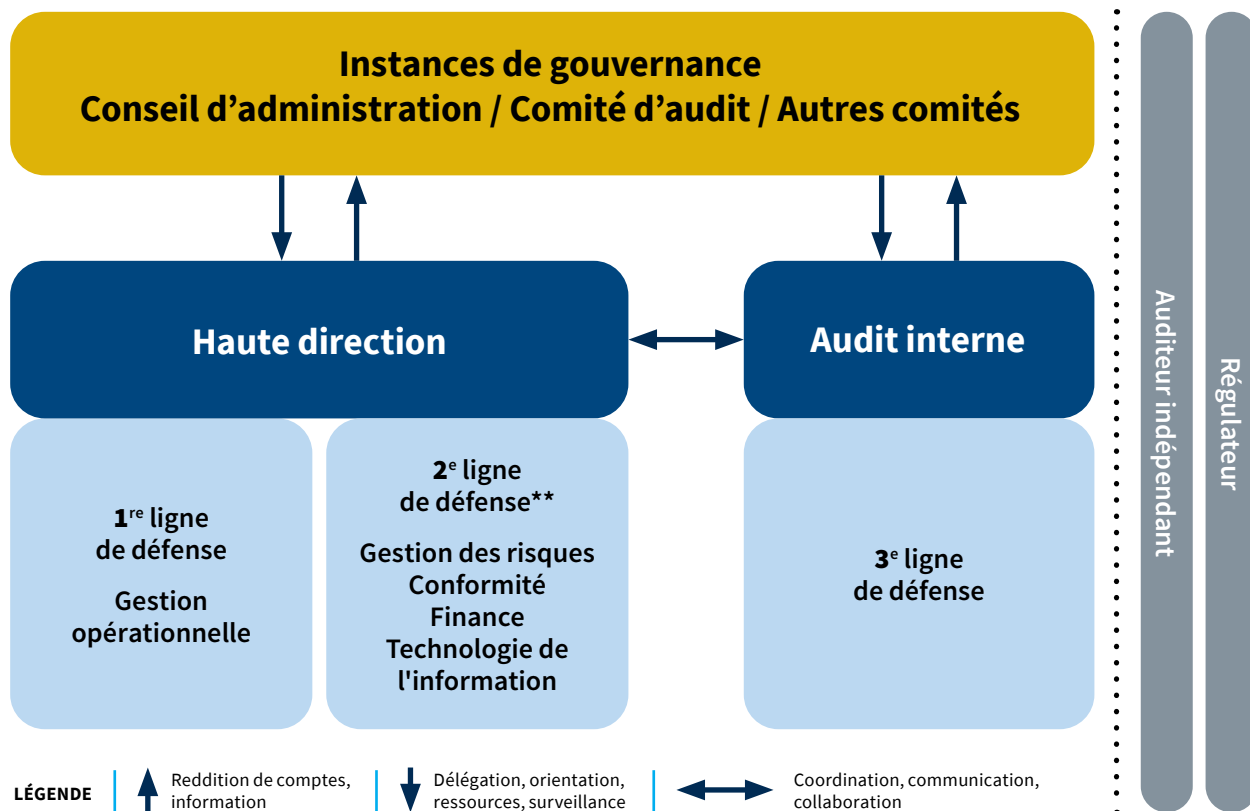 Instances de gouvernance
Conseil d’administration / Comité d’audit / Autres comités
Haute direction
Audit interne
1re ligne
de défense
Gestion
opérationnelle
2e ligne
de défense**
Gestion des risques
Conformité
Finance
Technologie de
l'information
3e ligne
de défense
Auditeur indépendant
Régulateur
LÉGENDE
Reddition de comptes,
information
Délégation, orientation,
ressources, surveillance
Coordination, communication,
collaboration